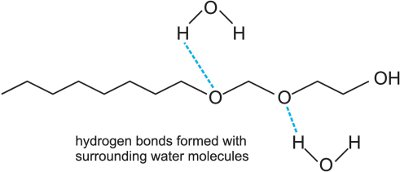 O
H H
OH
O O
H H
O
hydrogen bonds formed with
surrounding water molecules